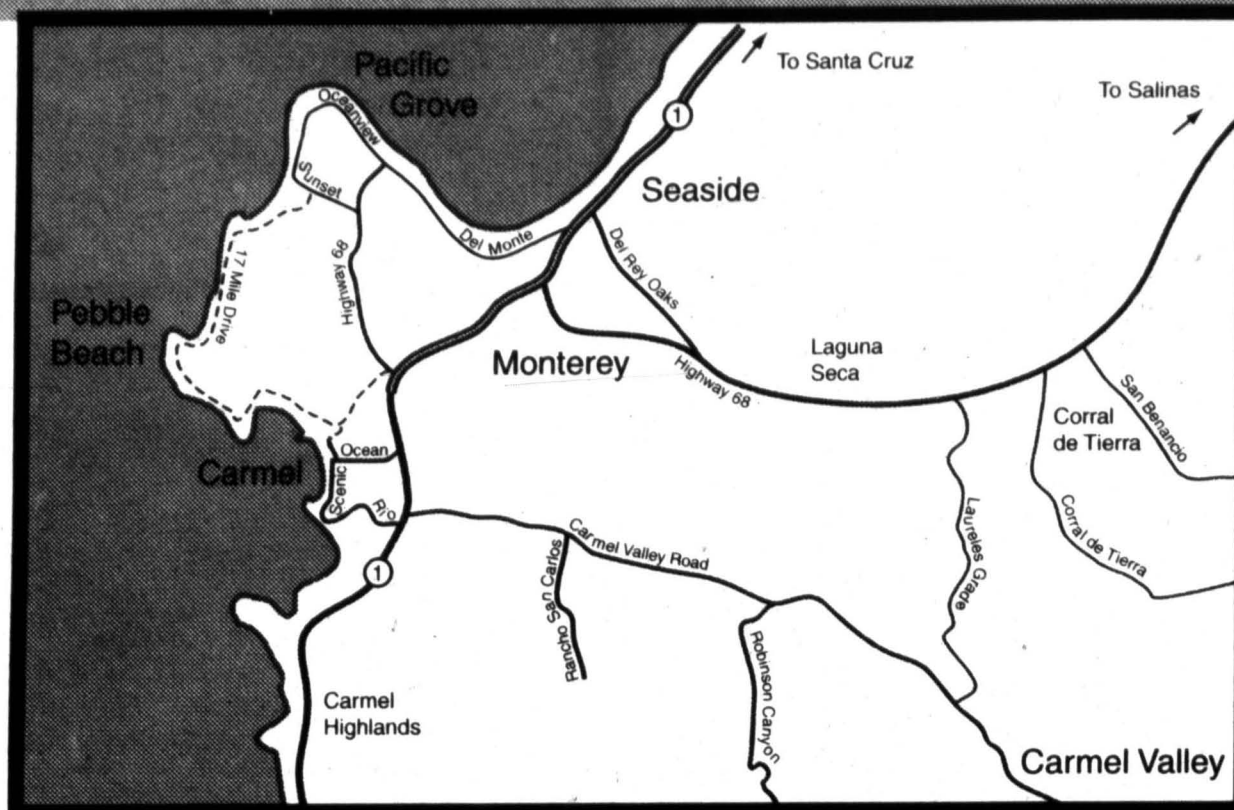 Pacific
Grove
To Santa Cruz
To Salinas
Oceanview
1
Sunset
Seaside
Del Monte
Del Rey Oaks
17 Mile Drive
Highway 68
Pebble
Beach
Monterey
Laguna
Seca
Highway 68
San Benancio
Corral
de Tierra
Ocean
Carmel
Scenic
Rio
Laureles Grade
Corral de Tierra
Carmel Valley Road
1
Rancho San Carlos
Robinson Canyon
Carmel
Highlands
Carmel Valley